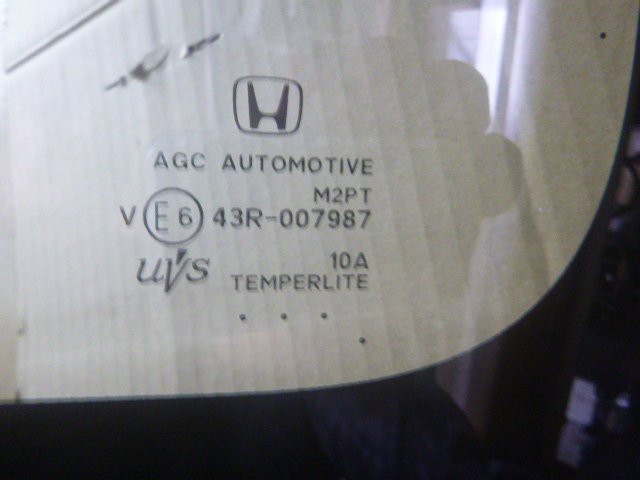 AGC AUTOMOTIVE
M2PT
V E6 43R-007987
uvs 10A
TEMPERLITE